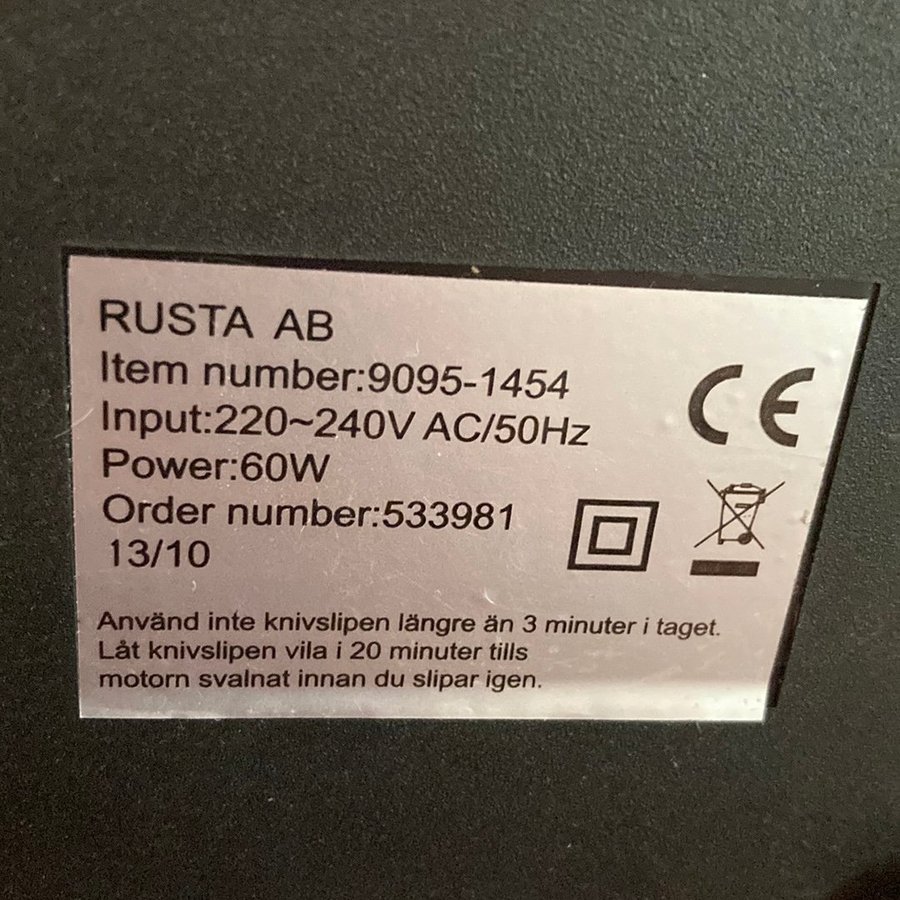 RUSTA AB
Item number:9095-1454
Input:220~240V AC/50Hz
Power:60W
Order number:533981
13/10
CE
Använd inte knivslipen längre än 3 minuter i taget.
Låt knivslipen vila i 20 minuter tills
motorn svalnat innan du slipar igen.